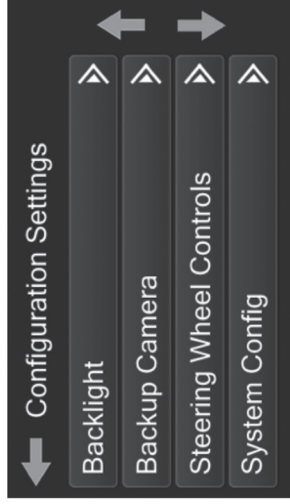 Configuration Settings
Backlight
Backup Camera
Steering Wheel Controls
System Config